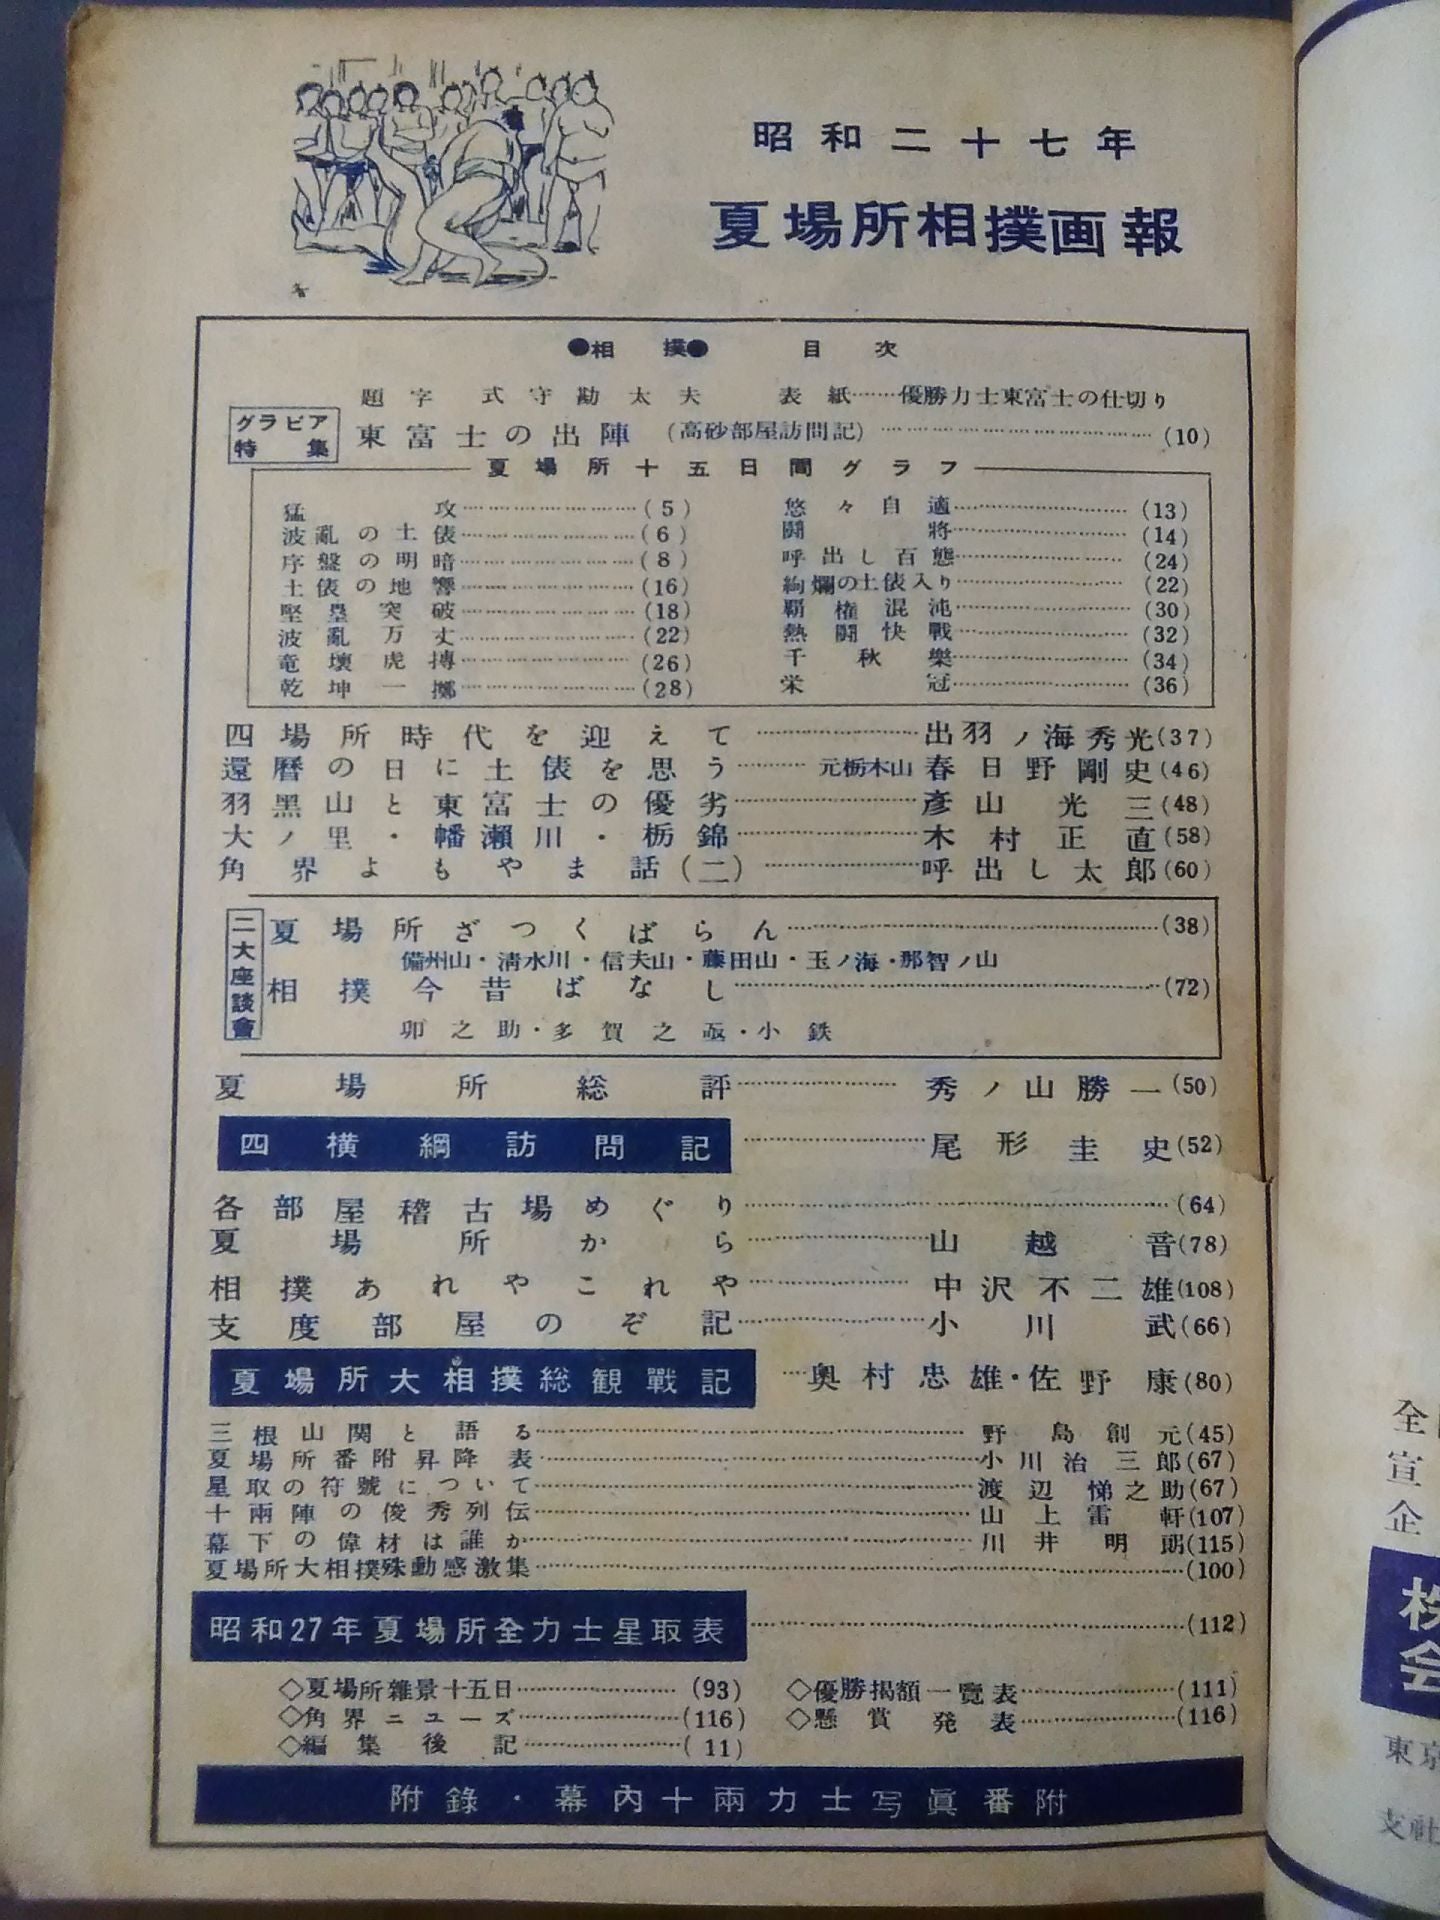 昭和二十七年
夏場所相撲画報
●相撲● 目次
題字 式守勘太夫 表紙……優勝力士東富士の仕切り
グラビア特集
東富士の出陣 (高砂部屋訪問記)……(10)
夏場所十五日間グラフ
猛攻……(5)
波亂の土俵……(6)
序盤の明暗……(8)
土俵の地響……(16)
堅塁突破……(18)
波亂万丈……(22)
竜壤虎搏……(26)
乾坤一擲……(28)
悠々自適……(13)
闘將……(14)
呼出し百態……(24)
絢爛の土俵入り……(22)
覇権混沌……(30)
熱闘快戰……(32)
千秋樂……(34)
栄冠……(36)
四場所時代を迎えて……出羽ノ海秀光(37)
還暦の日に土俵を思う……元栃木山 春日野剛史(46)
羽黒山と東富士の優劣……彦山光三(48)
大ノ里・幡瀬川・栃錦……木村正直(58)
角界よもやま話(二)……呼出し太郎(60)
二大座談會
夏場所ざつくばらん……(38)
備州山・清水川・信夫山・藤田山・玉ノ海・那智ノ山
相撲今昔ばなし……(72)
卯之助・多賀之亟・小鉄
夏場所総評……秀ノ山勝一(50)
四横綱訪問記……尾形圭史(52)
各部屋稽古場めぐり……(64)
夏場所から……山越音(78)
相撲あれやこれや……中沢不二雄(108)
支度部屋のぞ記……小川武(66)
夏場所大相撲総観戰記……奥村忠雄・佐野康(80)
三根山関と語る……野島創元(45)
夏場所番附昇降表……小川治三郎(67)
星取の符號について……渡辺悌之助(67)
十兩陣の俊秀列伝……山上雷軒(107)
幕下の偉材は誰か……川井明朗(115)
夏場所大相撲殊動感激集……(100)
昭和27年夏場所全力士星取表……(112)
◇夏場所雜景十五日……(93)
◇角界ニユーズ……(116)
◇編集後記……(11)
◇優勝掲額一覽表……(111)
◇懸賞発表……(116)
附錄・幕内十兩力士写眞番附
全
宣
企
株
会
東京
支社